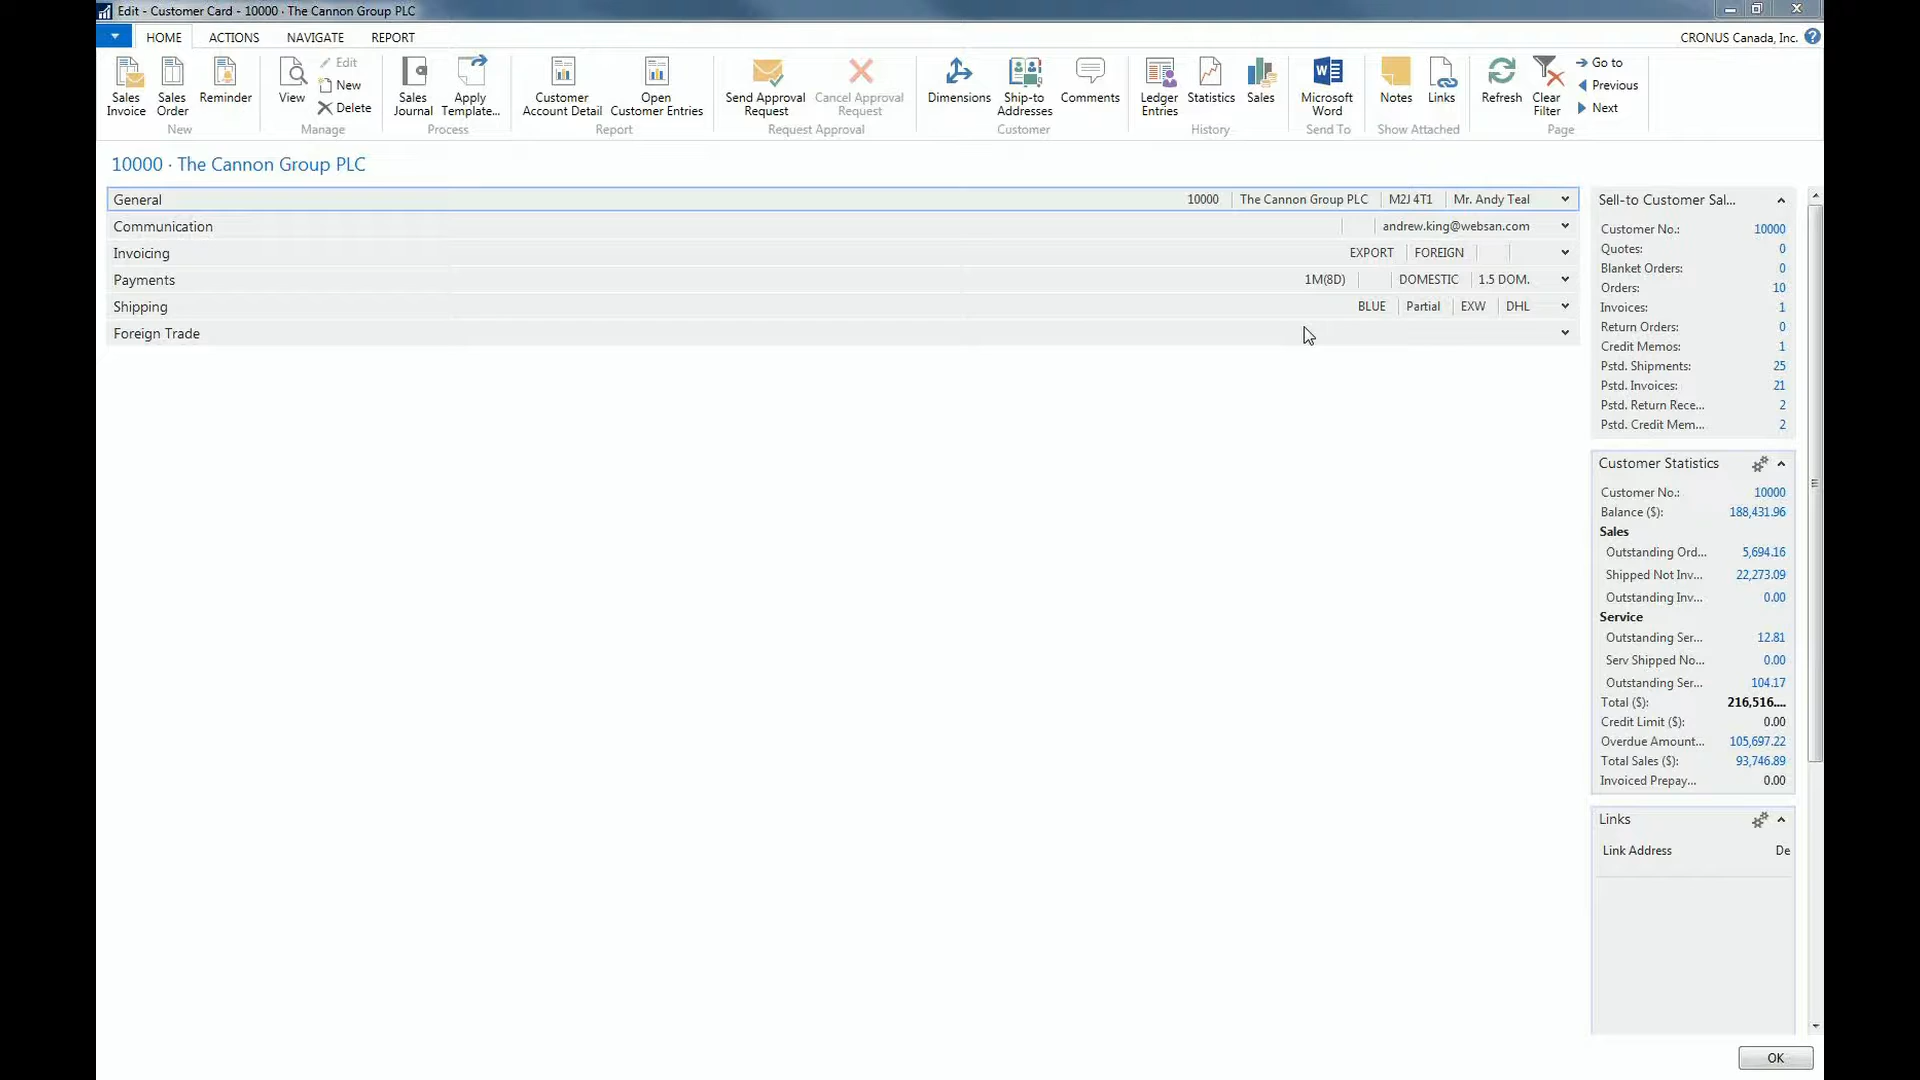 Edit - Customer Card - 10000 · The Cannon Group PLC
HOME ACTIONS NAVIGATE REPORT CRONUS Canada, Inc.
Sales Invoice
Sales Order
Reminder
New
View
Edit
New
Delete
Manage
Sales Journal
Apply Template...
Process
Customer Account Detail
Open Customer Entries
Report
Send Approval Request
Cancel Approval Request
Request Approval
Dimensions
Ship-to Addresses
Comments
Customer
Ledger Entries
Statistics
Sales
History
Microsoft Word
Send To
Notes
Links
Show Attached
Refresh
Clear Filter
Go to
Previous
Next
Page
10000 · The Cannon Group PLC
General 10000 The Cannon Group PLC M2J 4T1 Mr. Andy Teal
Communication andrew.king@websan.com
Invoicing EXPORT FOREIGN
Payments 1M(8D) DOMESTIC 1.5 DOM.
Shipping BLUE Partial EXW DHL
Foreign Trade
Sell-to Customer Sal...
Customer No.: 10000
Quotes: 0
Blanket Orders: 0
Orders: 10
Invoices: 1
Return Orders: 0
Credit Memos: 1
Pstd. Shipments: 25
Pstd. Invoices: 21
Pstd. Return Rece... 2
Pstd. Credit Mem... 2
Customer Statistics
Customer No.: 10000
Balance ($): 188,431.96
Sales
Outstanding Ord... 5,694.16
Shipped Not Inv... 22,273.09
Outstanding Inv... 0.00
Service
Outstanding Ser... 12.81
Serv Shipped No... 0.00
Outstanding Ser... 104.17
Total ($): 216,516....
Credit Limit ($): 0.00
Overdue Amount... 105,697.22
Total Sales ($): 93,746.89
Invoiced Prepay... 0.00
Links
Link Address De
OK